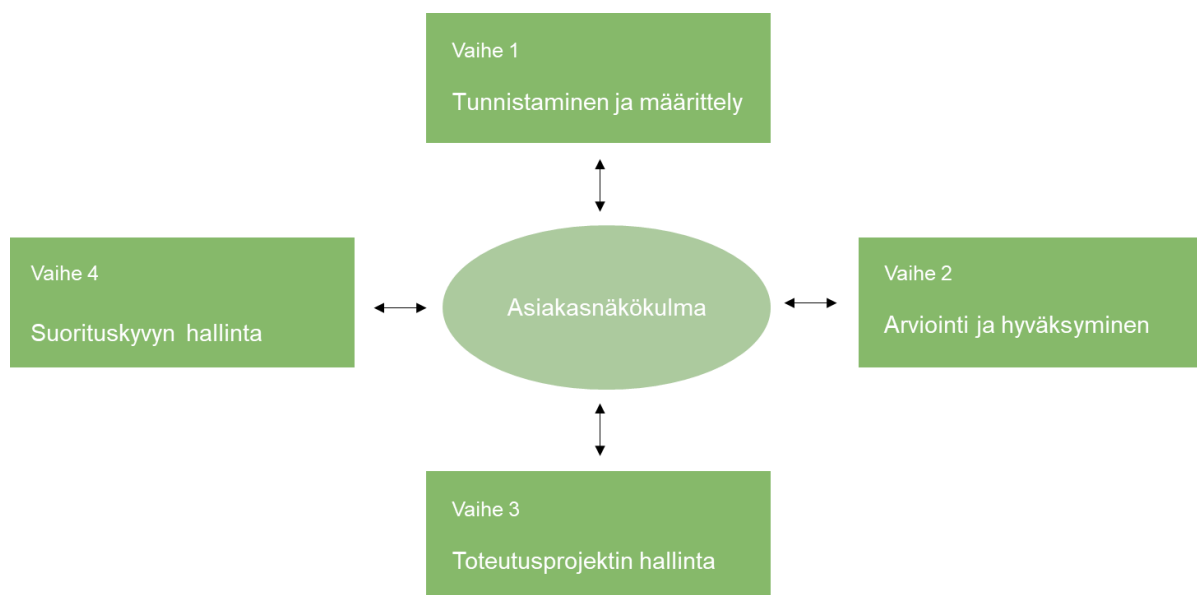 Vaihe 1
Tunnistaminen ja määrittely
Vaihe 4
Suorituskyvyn hallinta
Asiakasnäkökulma
Vaihe 2
Arviointi ja hyväksyminen
Vaihe 3
Toteutusprojektin hallinta